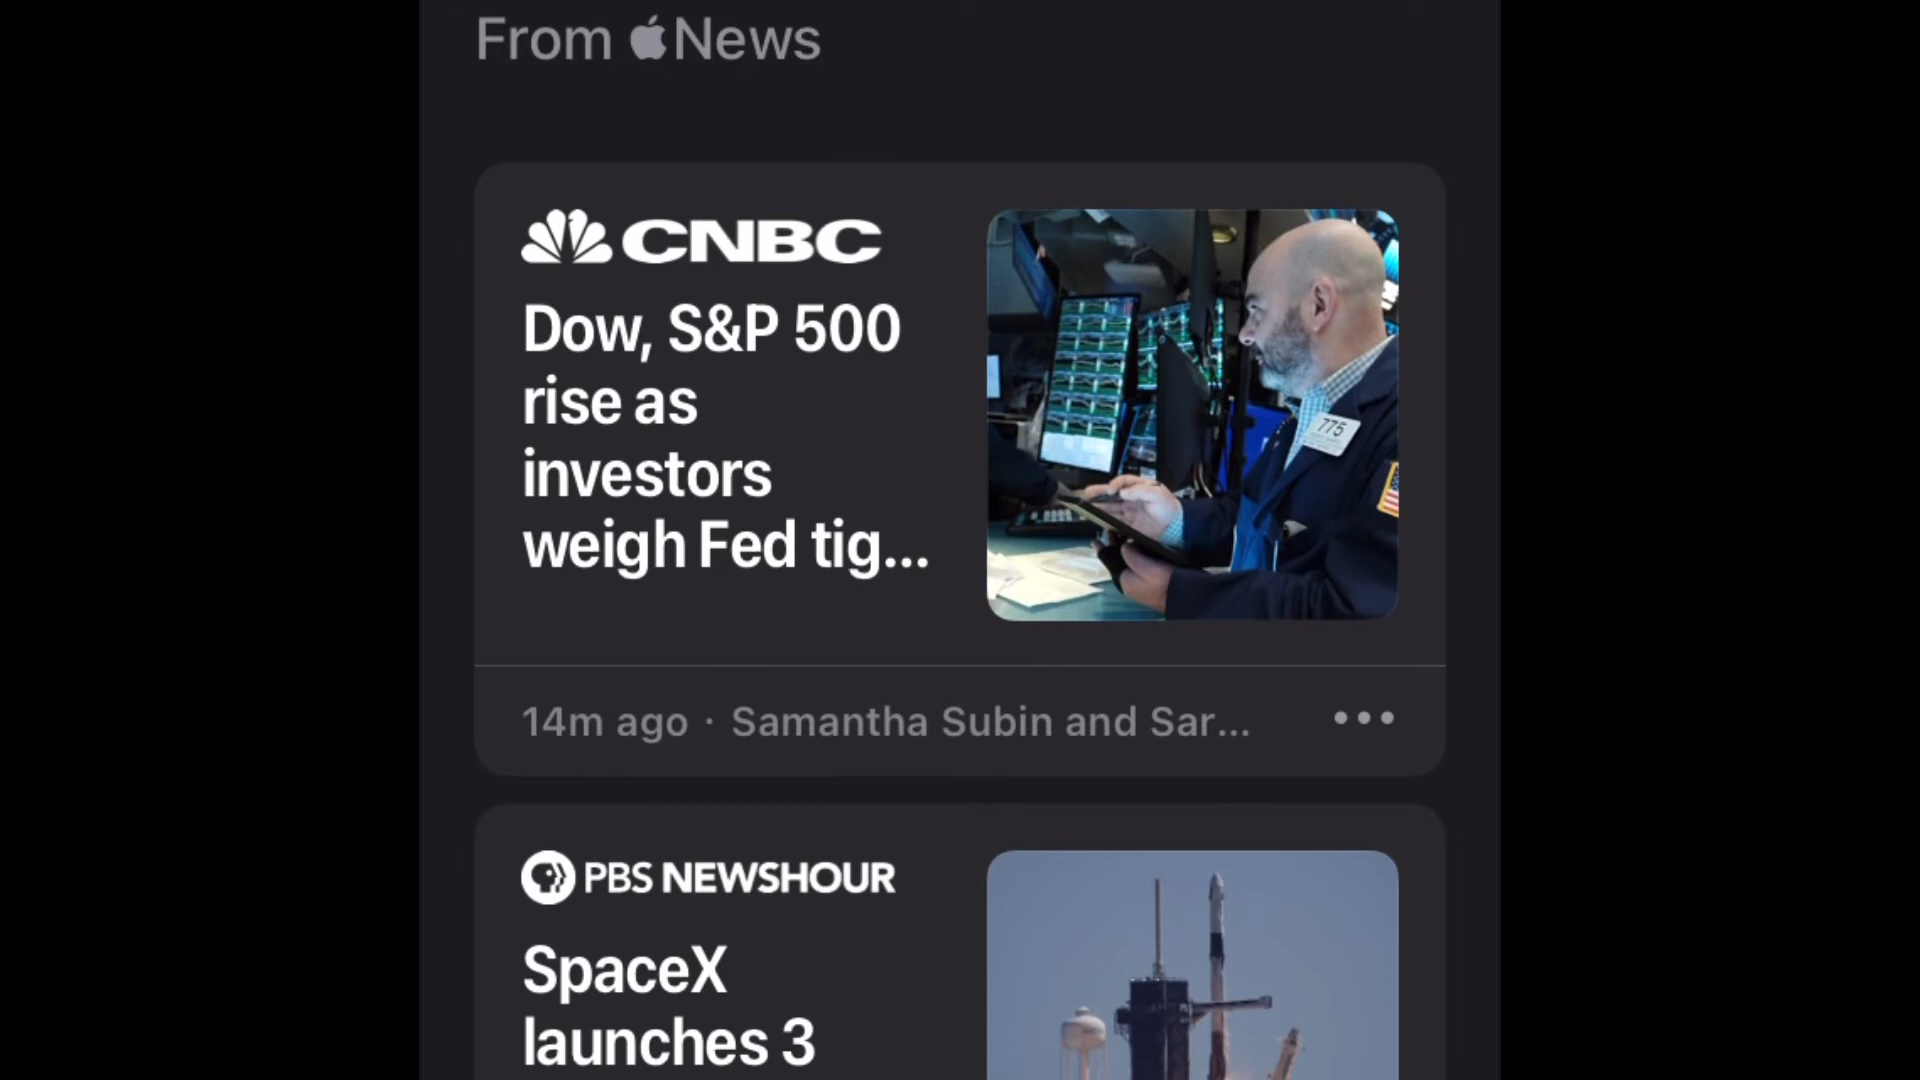 From News
CNBC
Dow, S&P 500
rise as
investors
weigh Fed tig...
775
14m ago · Samantha Subin and Sar...
PBS NEWSHOUR
SpaceX
launches 3